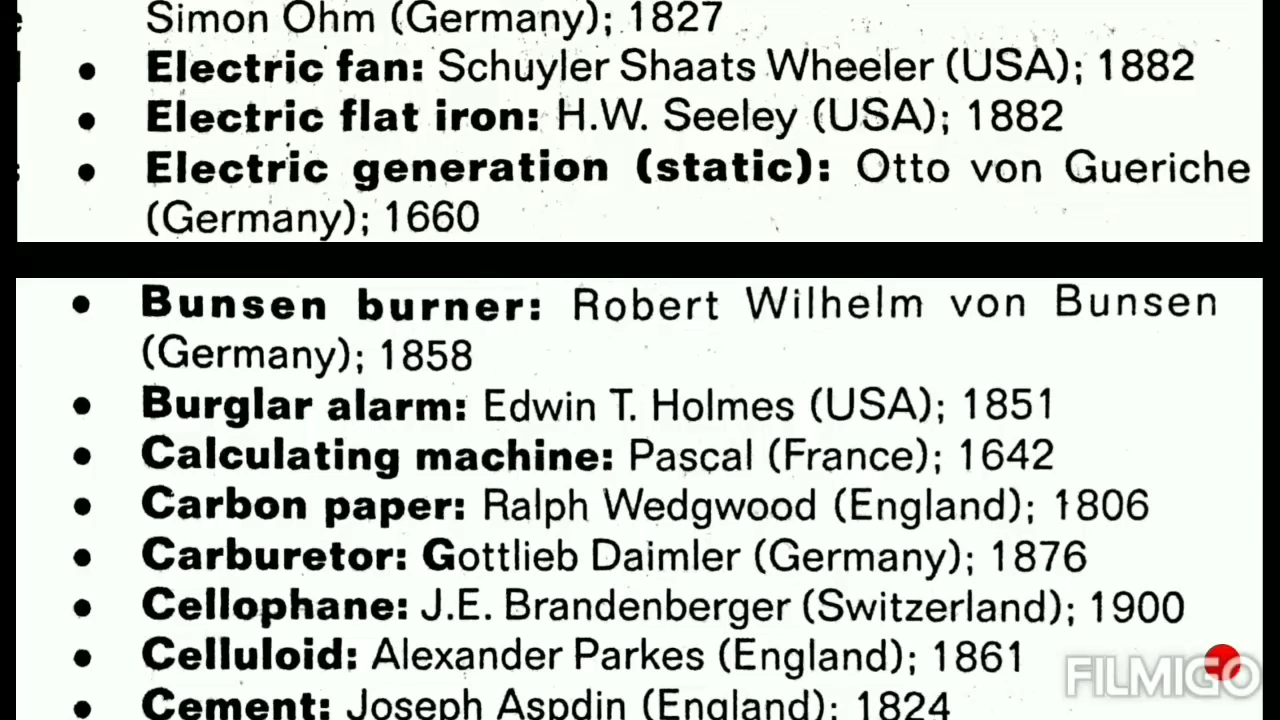 Simon Ohm (Germany); 1827
• Electric fan: Schuyler Shaats Wheeler (USA); 1882
• Electric flat iron: H.W. Seeley (USA); 1882
• Electric generation (static): Otto von Gueriche
(Germany); 1660
• Bunsen burner: Robert Wilhelm von Bunsen
(Germany); 1858
• Burglar alarm: Edwin T. Holmes (USA); 1851
• Calculating machine: Pascal (France); 1642
• Carbon paper: Ralph Wedgwood (England); 1806
• Carburetor: Gottlieb Daimler (Germany); 1876
• Cellophane: J.E. Brandenberger (Switzerland); 1900
• Celluloid: Alexander Parkes (England); 1861
• Cement: Joseph Aspdin (England); 1824
FILMIGO